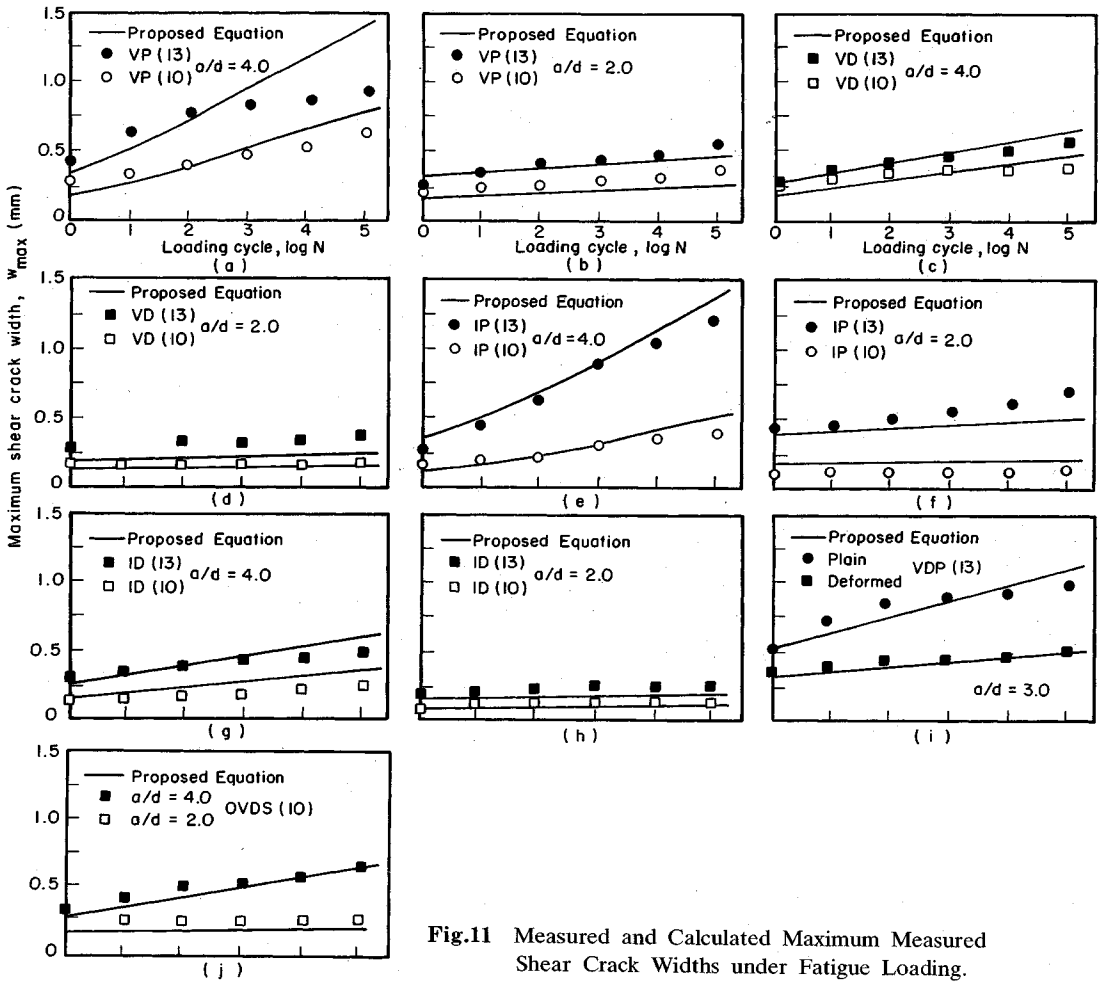 Maximum shear crack width, wmax (mm)
1.5
1.0
0.5
0
Proposed Equation
VP (13)
VP (10)
a/d = 4.0
0 1 2 3 4 5
Loading cycle, log N
(a)
Proposed Equation
VP (13)
VP (10)
a/d = 2.0
0 1 2 3 4 5
Loading cycle, log N
(b)
Proposed Equation
VD (13)
VD (10)
a/d = 4.0
0 1 2 3 4 5
Loading cycle, log N
(c)
1.5
1.0
0.5
0
Proposed Equation
VD (13)
VD (10)
a/d = 2.0
(d)
Proposed Equation
IP (13)
IP (10)
a/d = 4.0
(e)
Proposed Equation
IP (13)
IP (10)
a/d = 2.0
(f)
1.5
1.0
0.5
0
Proposed Equation
ID (13)
ID (10)
a/d = 4.0
(g)
Proposed Equation
ID (13)
ID (10)
a/d = 2.0
(h)
Proposed Equation
Plain
Deformed
VDP (13)
a/d = 3.0
(i)
1.5
1.0
0.5
0
Proposed Equation
a/d = 4.0
a/d = 2.0
OVDS (10)
(j)
Fig.11 Measured and Calculated Maximum Measured
Shear Crack Widths under Fatigue Loading.